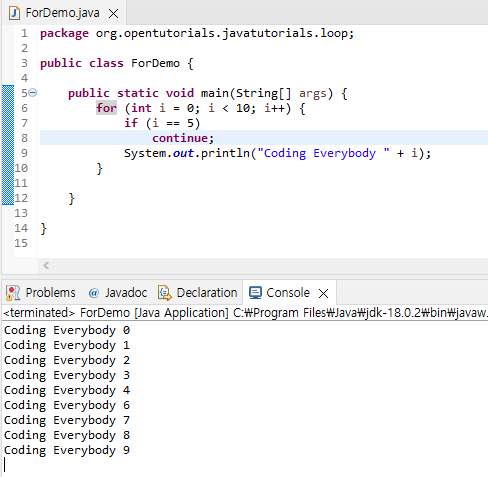 ForDemo.java
1 package org.opentutorials.javatutorials.loop;
2
3 public class ForDemo {
4
5 public static void main(String[] args) {
6 for (int i = 0; i < 10; i++) {
7 if (i == 5)
8 continue;
9 System.out.println("Coding Everybody " + i);
10 }
11
12 }
13
14 }
15
Problems @ Javadoc Declaration Console
<terminated> ForDemo [Java Application] C:₩Program Files₩Java₩jdk-18.0.2₩bin₩javaw.
Coding Everybody 0
Coding Everybody 1
Coding Everybody 2
Coding Everybody 3
Coding Everybody 4
Coding Everybody 6
Coding Everybody 7
Coding Everybody 8
Coding Everybody 9